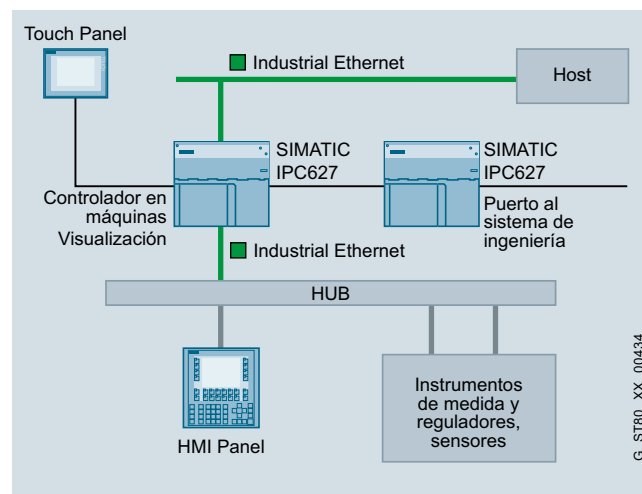 Touch Panel
Industrial Ethernet
Host
SIMATIC
IPC627
SIMATIC
IPC627
Controlador en
máquinas
Visualización
Puerto al
sistema de
ingeniería
Industrial Ethernet
HUB
HMI Panel
Instrumentos
de medida y
reguladores,
sensores
G_ST80_XX_00434